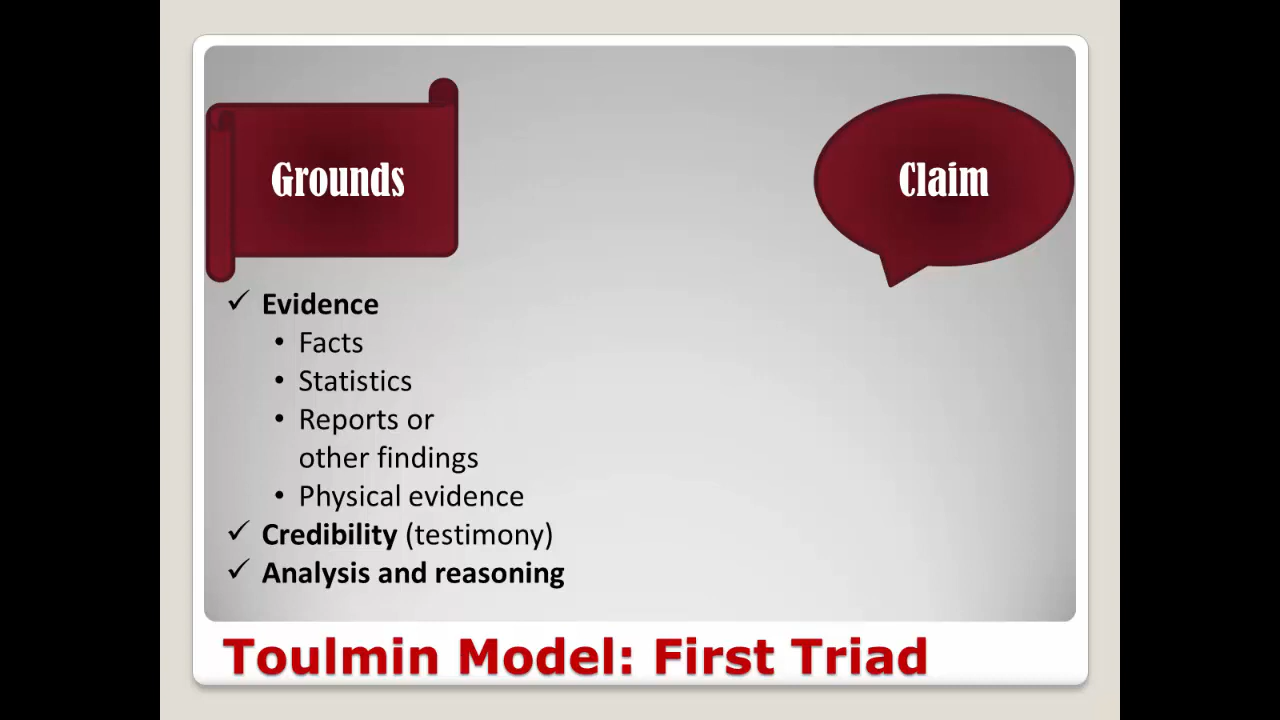 Grounds
Claim
✓ Evidence
• Facts
• Statistics
• Reports or
other findings
• Physical evidence
✓ Credibility (testimony)
✓ Analysis and reasoning
Toulmin Model: First Triad